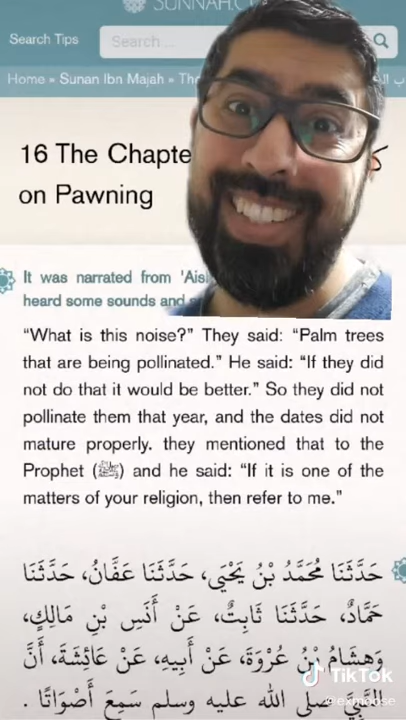 SUNNAH.C
Search Tips
Search...
Home » Sunan Ibn Majah »
16 The Chapte
on Pawning
It was narrated from 'Ais
heard some sounds and
“What is this noise?” They said: “Palm trees
that are being pollinated.” He said: “If they did
not do that it would be better.” So they did not
pollinate them that year, and the dates did not
mature properly. they mentioned that to the
Prophet (ﷺ) and he said: “If it is one of the
matters of your religion, then refer to me.”
حَدَّثَنَا مُحَمَّدُ بْنُ يَحْيَى، حَدَّثَنَا عَفَّانُ، حَدَّثَنَا
حَمَّادٌ، حَدَّثَنَا ثَابِتٌ، عَنْ أَنَسِ بْنِ مَالِكٍ،
وَهِشَامُ بْنُ عُرْوَةَ، عَنْ أَبِيهِ، عَنْ عَائِشَةَ، أَنَّ
النَّبِيَّ صلى الله عليه وسلم سَمِعَ أَصْوَاتًا .
TikTok
@exmoose